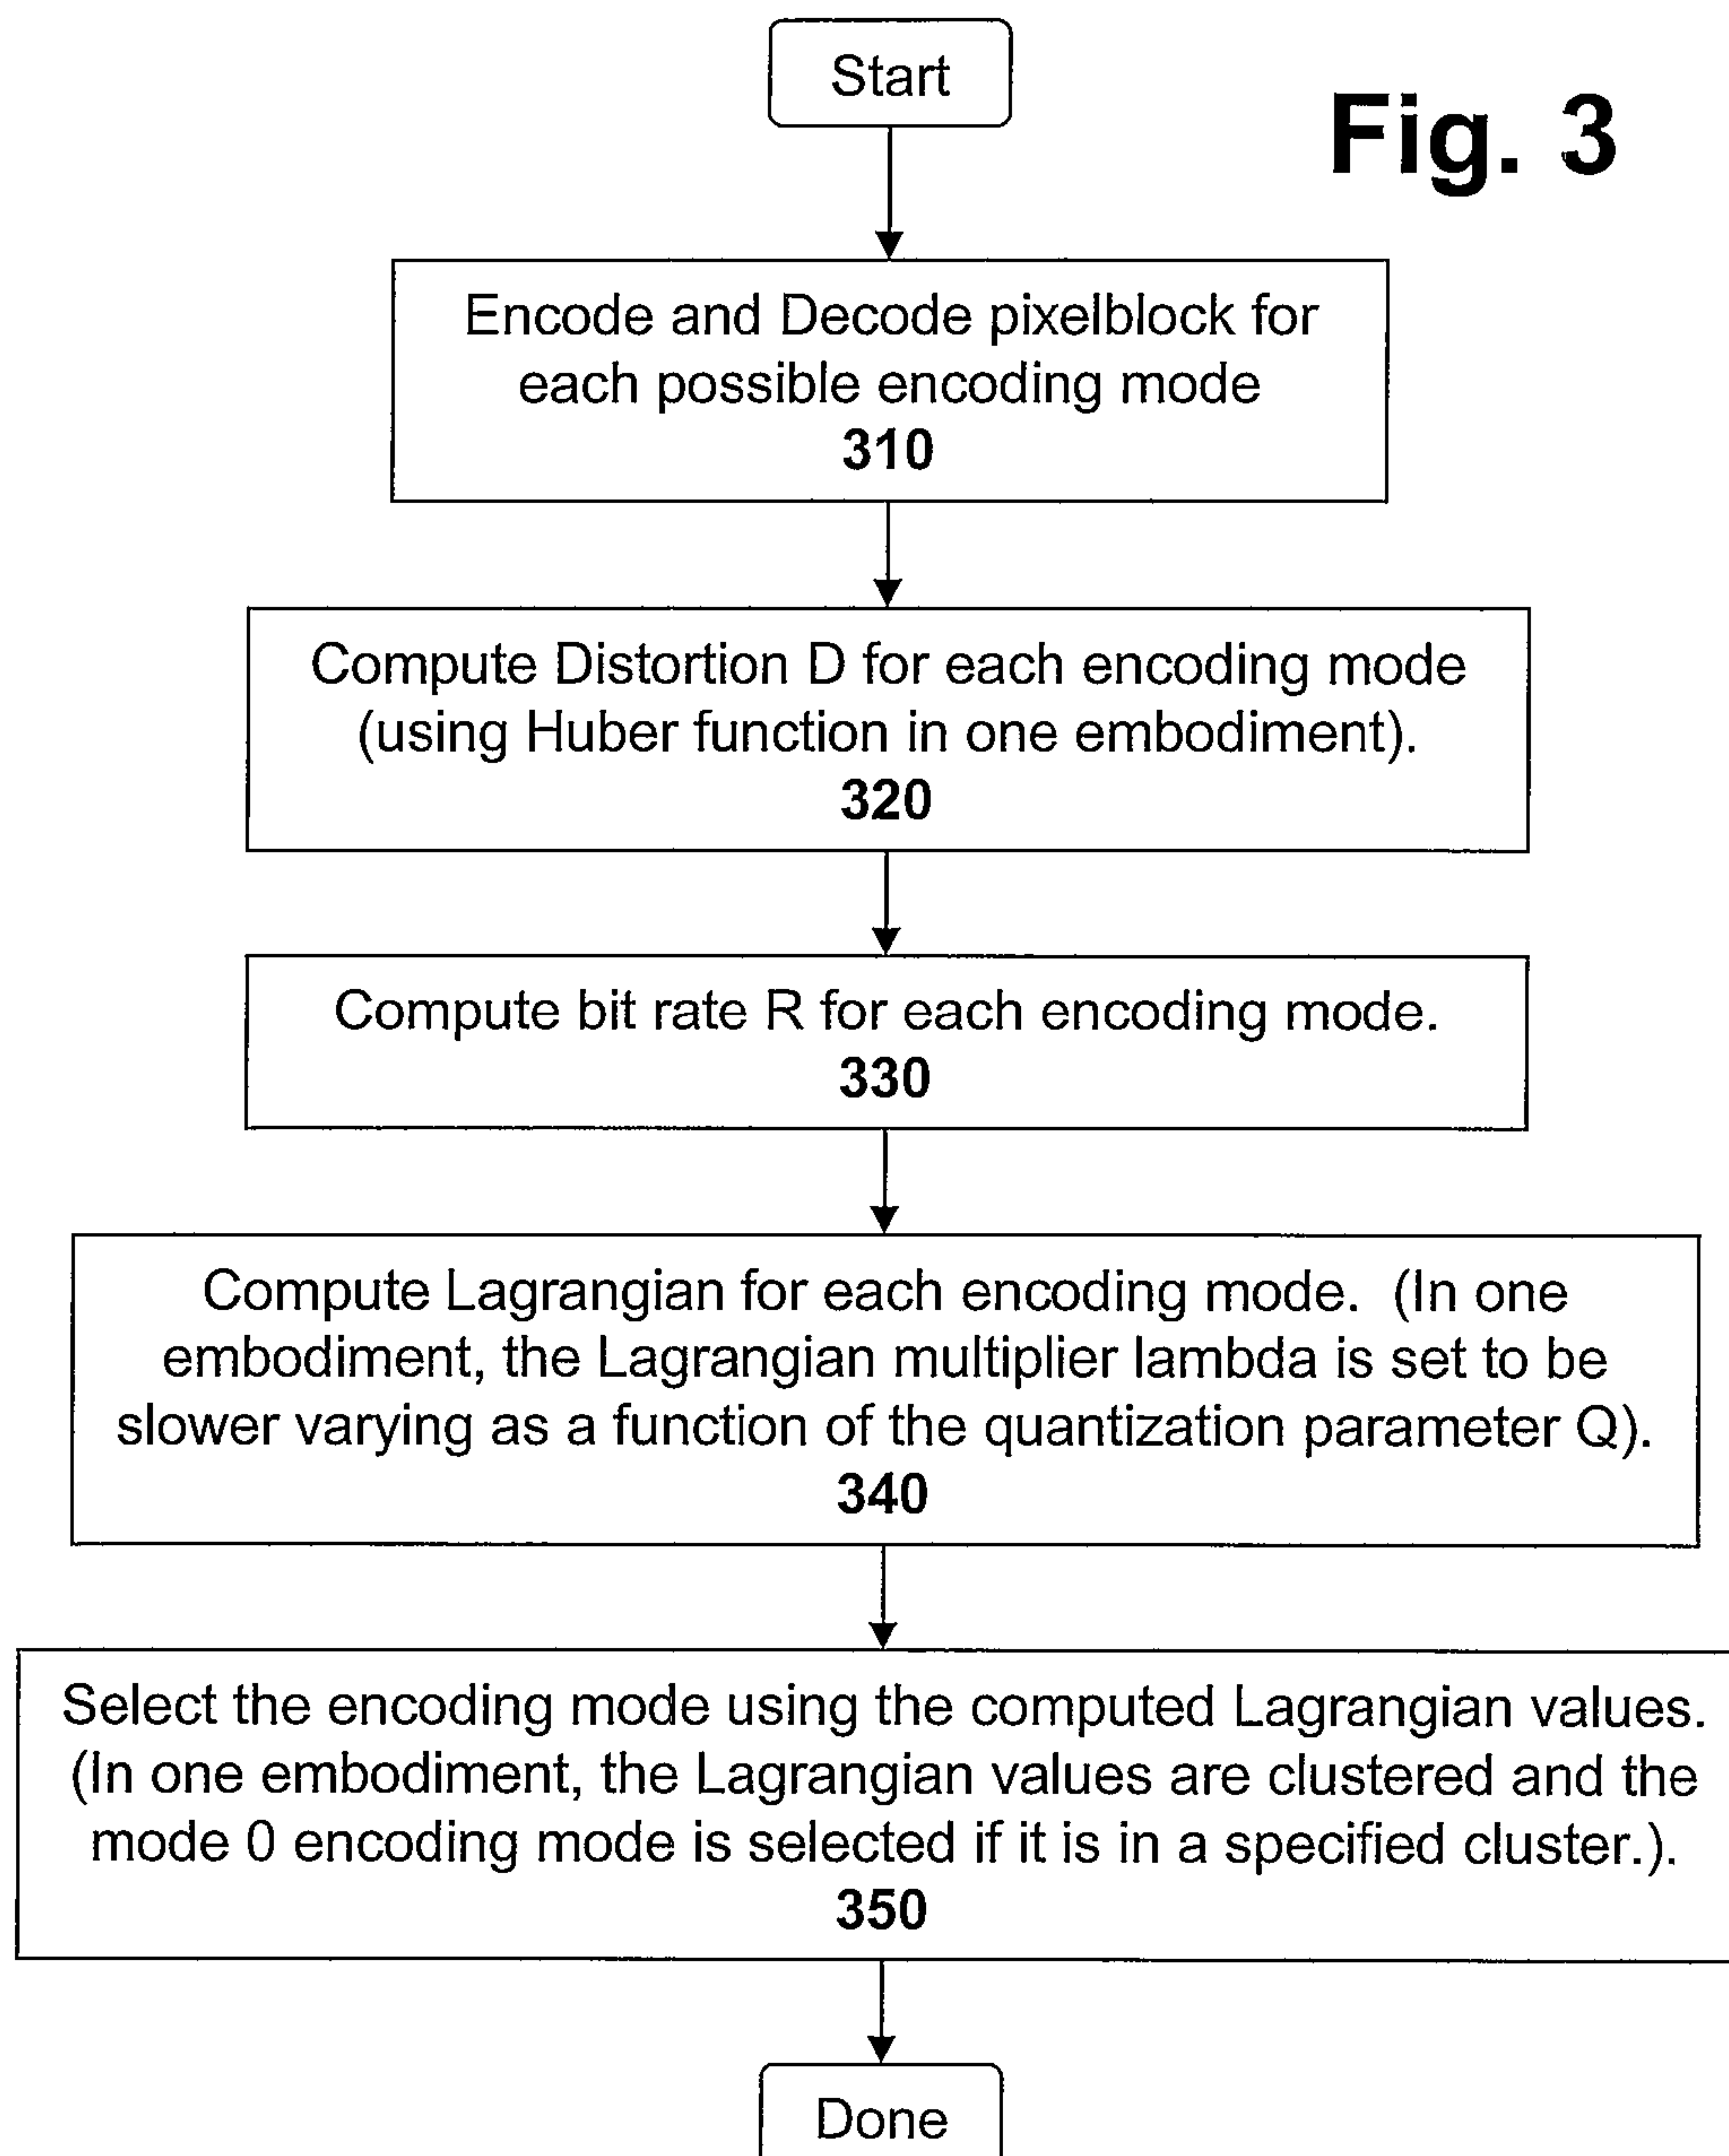 Start
Fig. 3
Encode and Decode pixelblock for
each possible encoding mode
310
Compute Distortion D for each encoding mode
(using Huber function in one embodiment).
320
Compute bit rate R for each encoding mode.
330
Compute Lagrangian for each encoding mode. (In one
embodiment, the Lagrangian multiplier lambda is set to be
slower varying as a function of the quantization parameter Q).
340
Select the encoding mode using the computed Lagrangian values.
(In one embodiment, the Lagrangian values are clustered and the
mode 0 encoding mode is selected if it is in a specified cluster.).
350
Done